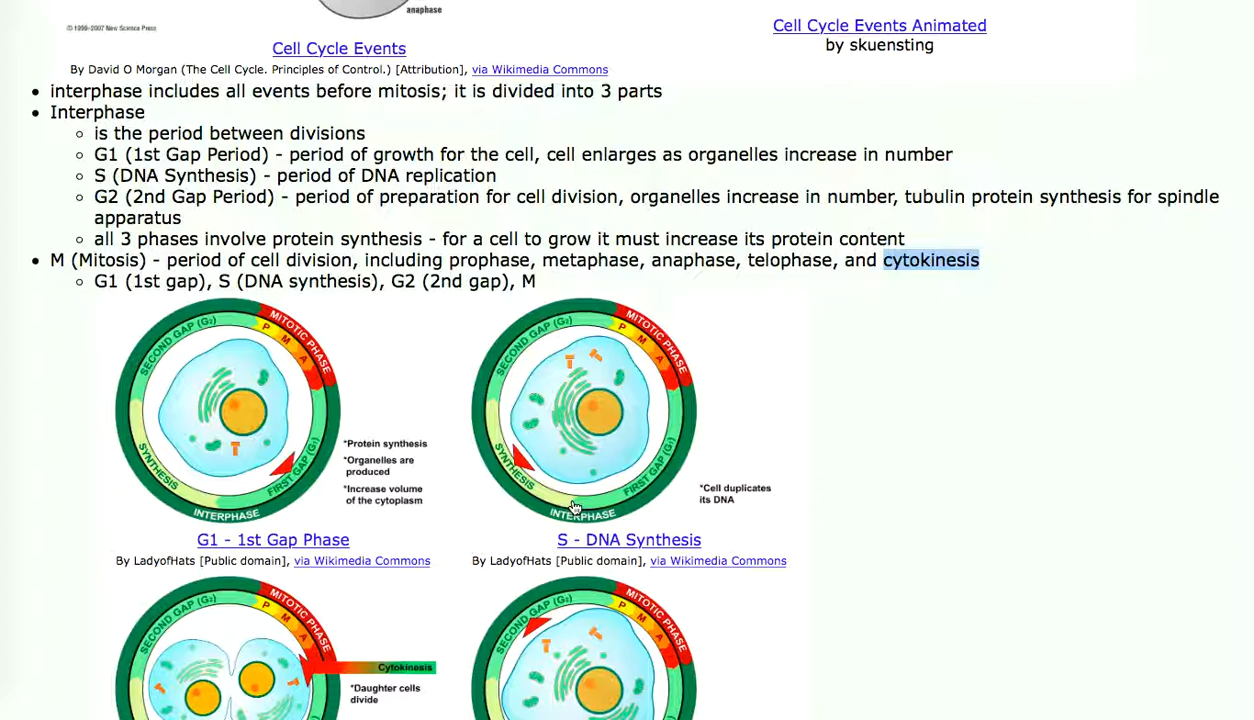 anaphase
© 1999-2007 New Science Press
Cell Cycle Events Animated
by skuensting
Cell Cycle Events
By David O Morgan (The Cell Cycle. Principles of Control.) [Attribution], via Wikimedia Commons
interphase includes all events before mitosis; it is divided into 3 parts
Interphase
is the period between divisions
G1 (1st Gap Period) - period of growth for the cell, cell enlarges as organelles increase in number
S (DNA Synthesis) - period of DNA replication
G2 (2nd Gap Period) - period of preparation for cell division, organelles increase in number, tubulin protein synthesis for spindle
apparatus
all 3 phases involve protein synthesis - for a cell to grow it must increase its protein content
M (Mitosis) - period of cell division, including prophase, metaphase, anaphase, telophase, and cytokinesis
G1 (1st gap), S (DNA synthesis), G2 (2nd gap), M
SECOND GAP (G2)
MITOTIC PHASE
P M A
SYNTHESIS
FIRST GAP (G1)
INTERPHASE
*Protein synthesis
*Organelles are
produced
*Increase volume
of the cytoplasm
SECOND GAP (G2)
MITOTIC PHASE
P M A
SYNTHESIS
FIRST GAP (G1)
INTERPHASE
*Cell duplicates
its DNA
G1 - 1st Gap Phase
By LadyofHats [Public domain], via Wikimedia Commons
S - DNA Synthesis
By LadyofHats [Public domain], via Wikimedia Commons
SECOND GAP (G2)
MITOTIC PHASE
P M A
Cytokinesis
*Daughter cells
divide
SECOND GAP (G2)
MITOTIC PHASE
P M A